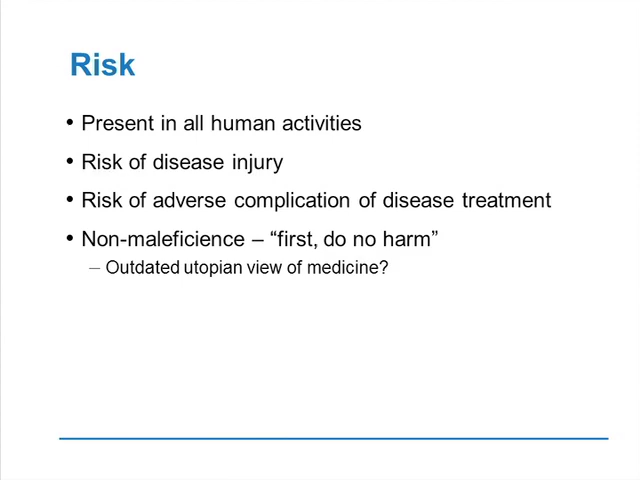 Risk
• Present in all human activities
• Risk of disease injury
• Risk of adverse complication of disease treatment
• Non-maleficience – “first, do no harm”
– Outdated utopian view of medicine?